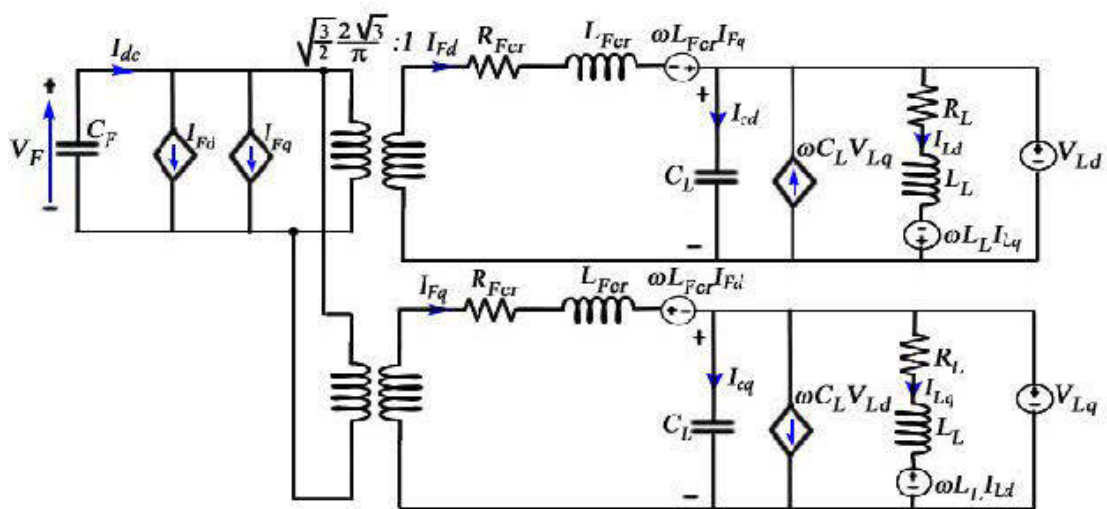 √3/2 2√3/π :1
I_dc
I_Fd
R_Fcr
L_Fcr
ωL_Fcr I_Fq
+
V_F
−
C_F
I_Fd
I_Fq
+
I_cd
C_L
−
ωC_L V_Lq
R_L
I_Ld
L_L
ωL_L I_Lq
V_Ld
I_Fq
R_Fcr
L_Fcr
ωL_Fcr I_Fd
+
I_cq
C_L
−
ωC_L V_Ld
R_L
I_Lq
L_L
ωL_L I_Ld
V_Lq